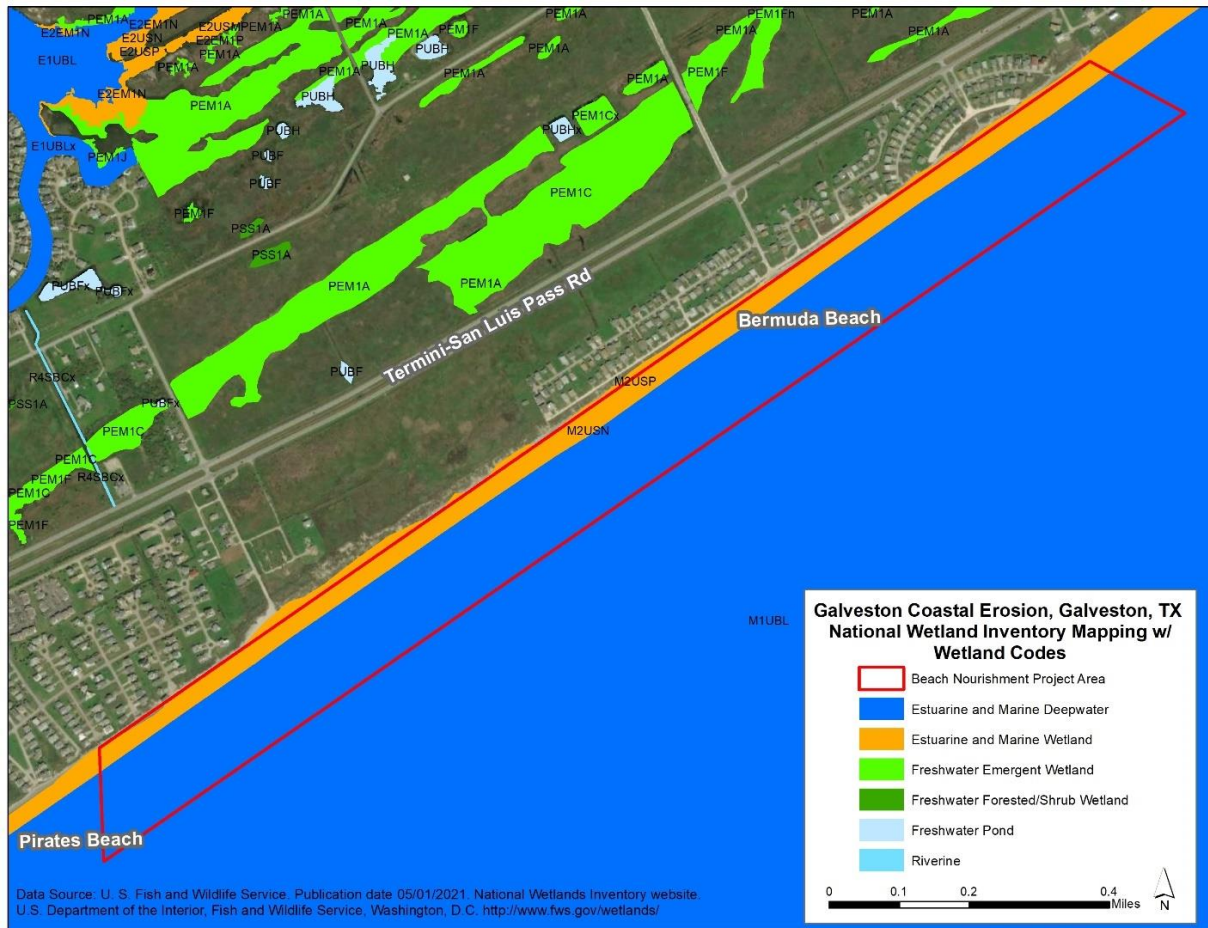 PEM1A
E2EM1N
E2EM1N
E2USN
E2USP
E1UBL
E2USM
PEM1A
E2EM1P
PEM1A
PEM1A
PEM1A
PEM1A
PEM1F
PUBH
PUBH
PEM1A
PEM1A
PEM1A
PEM1A
PEM1Fh
PEM1A
PEM1A
PEM1A
E2EM1N
PEM1A
PUBH
PEM1A
PEM1F
PEM1Cx
PUBHx
PUBH
E1UBLx
PEM1J
PUBF
PUBF
PEM1C
PEM1F
PSS1A
PSS1A
PUBFx
PUBFx
PEM1A
PEM1A
Termini-San Luis Pass Rd
Bermuda Beach
PUBF
R4SBCx
PSS1A
PUBFx
M2USP
M2USN
PEM1C
PEM1C
PEM1F
R4SBCx
PEM1C
PEM1F
M1UBL
Pirates Beach
Galveston Coastal Erosion, Galveston, TX
National Wetland Inventory Mapping w/
Wetland Codes
Beach Nourishment Project Area
Estuarine and Marine Deepwater
Estuarine and Marine Wetland
Freshwater Emergent Wetland
Freshwater Forested/Shrub Wetland
Freshwater Pond
Riverine
0 0.1 0.2 0.4
Miles
N
Data Source: U. S. Fish and Wildlife Service. Publication date 05/01/2021. National Wetlands Inventory website.
U.S. Department of the Interior, Fish and Wildlife Service, Washington, D.C. http://www.fws.gov/wetlands/